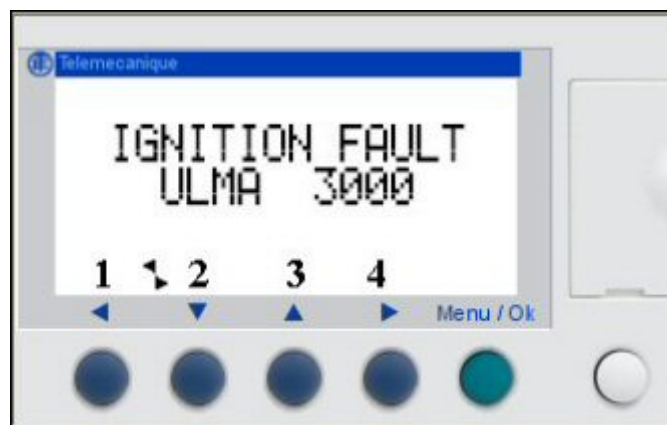 Telemecanique
IGNITION FAULT
ULMA 3000
1 2 3 4
Menu / Ok